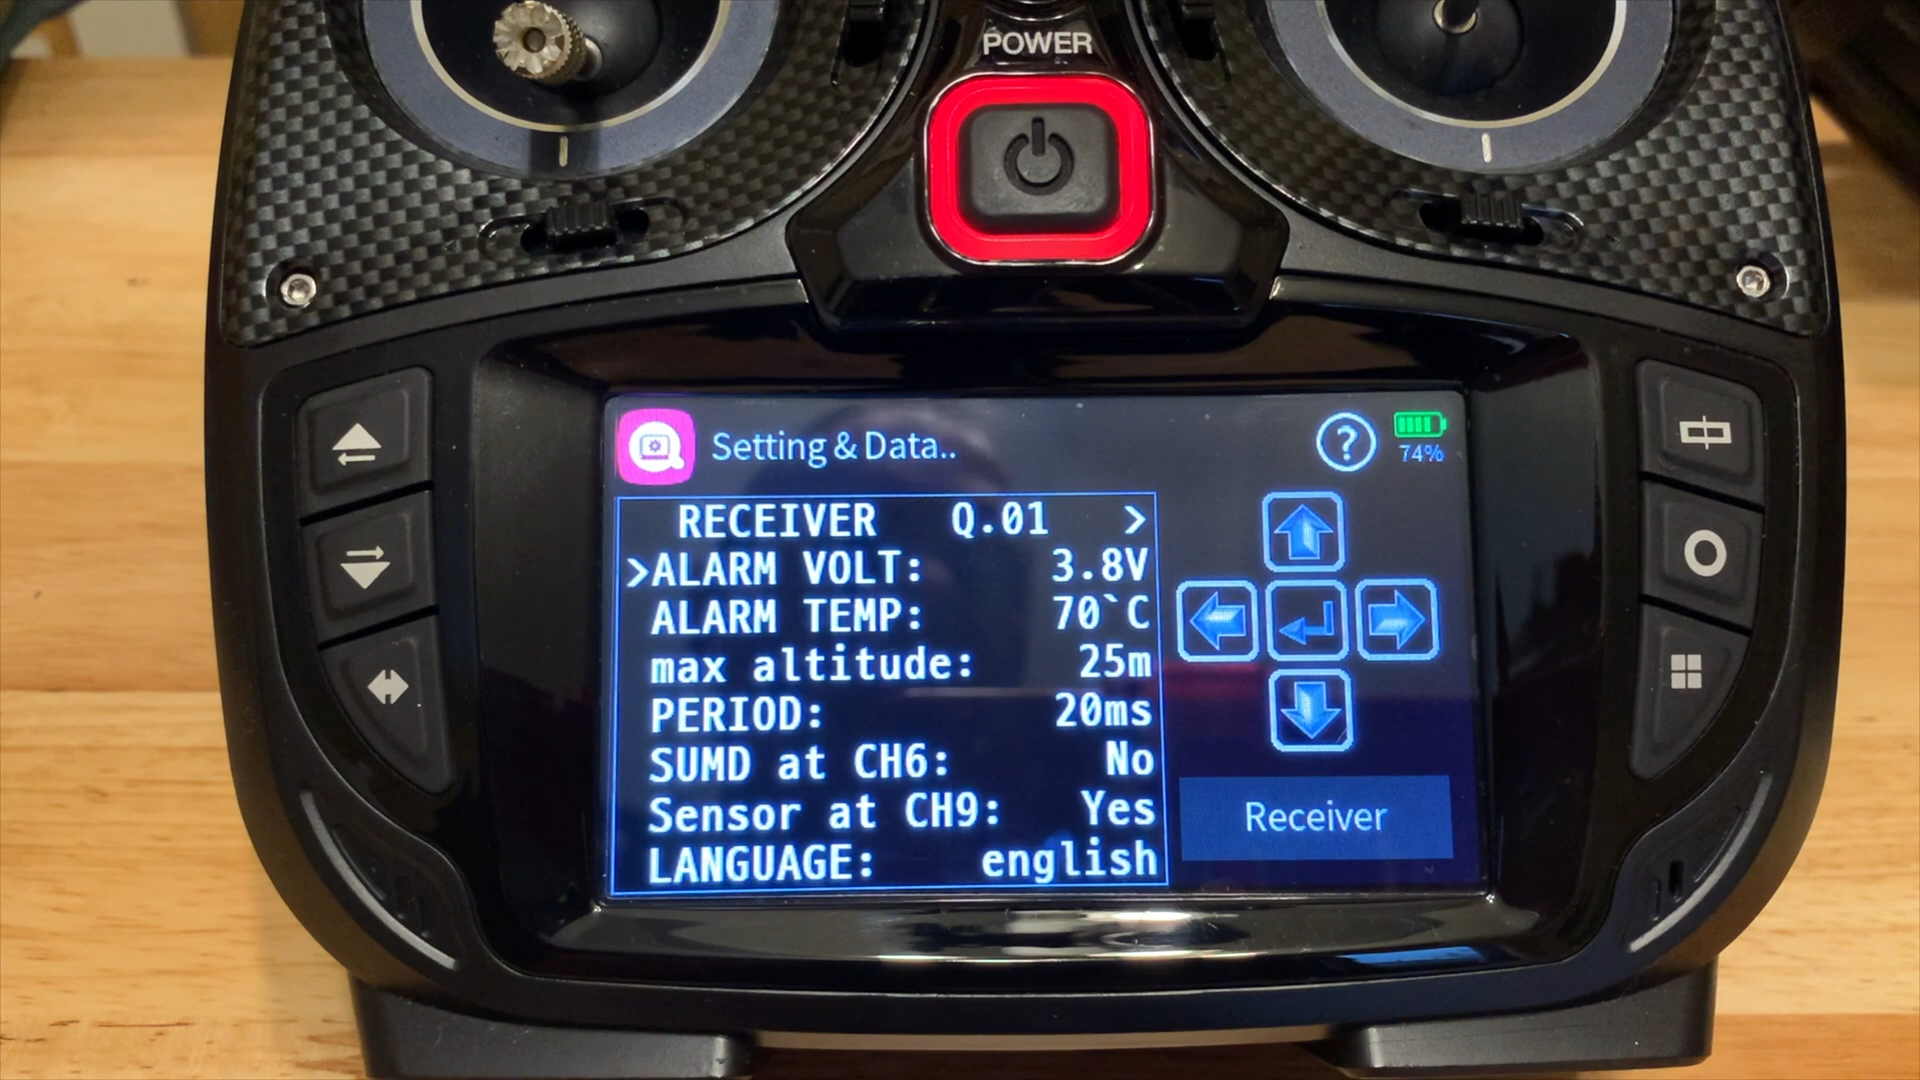 POWER
Setting & Data..
?
74%
RECEIVER Q.01 >
>ALARM VOLT: 3.8V
ALARM TEMP: 70`C
max altitude: 25m
PERIOD: 20ms
SUMD at CH6: No
Sensor at CH9: Yes
LANGUAGE: english
Receiver